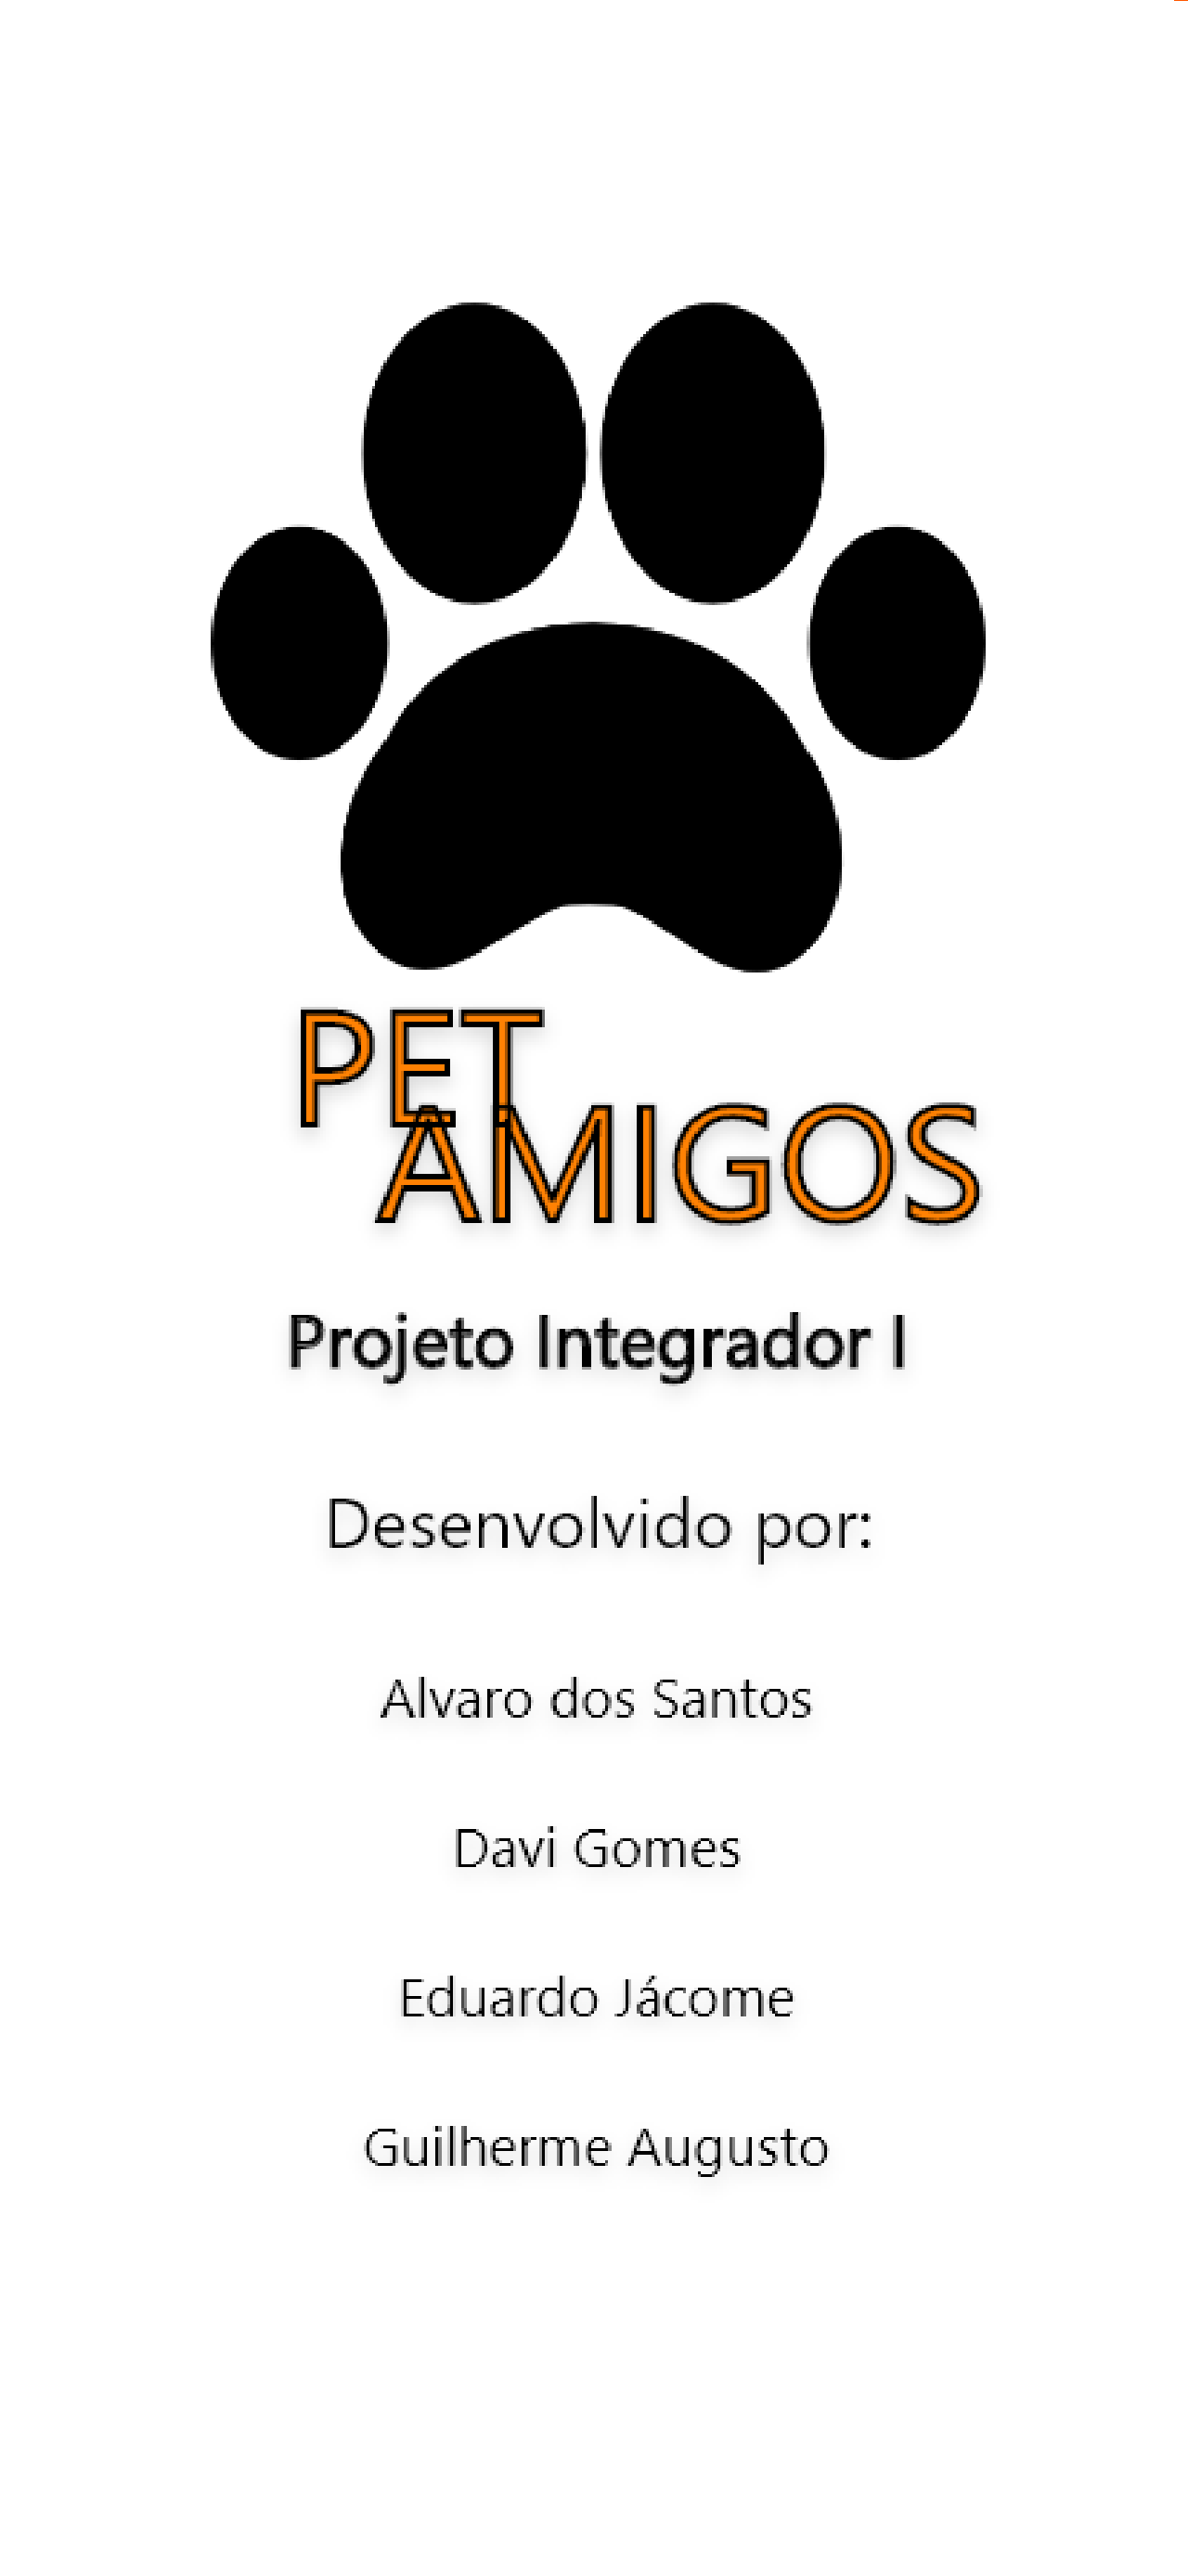 PET
AMIGOS
Projeto Integrador I
Desenvolvido por:
Alvaro dos Santos
Davi Gomes
Eduardo Jácome
Guilherme Augusto